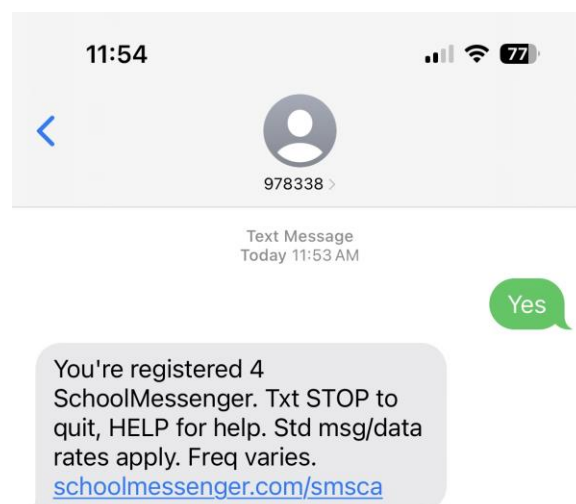 11:54
77
978338
Text Message
Today 11:53 AM
Yes
You're registered 4
SchoolMessenger. Txt STOP to
quit, HELP for help. Std msg/data
rates apply. Freq varies.
schoolmessenger.com/smsca